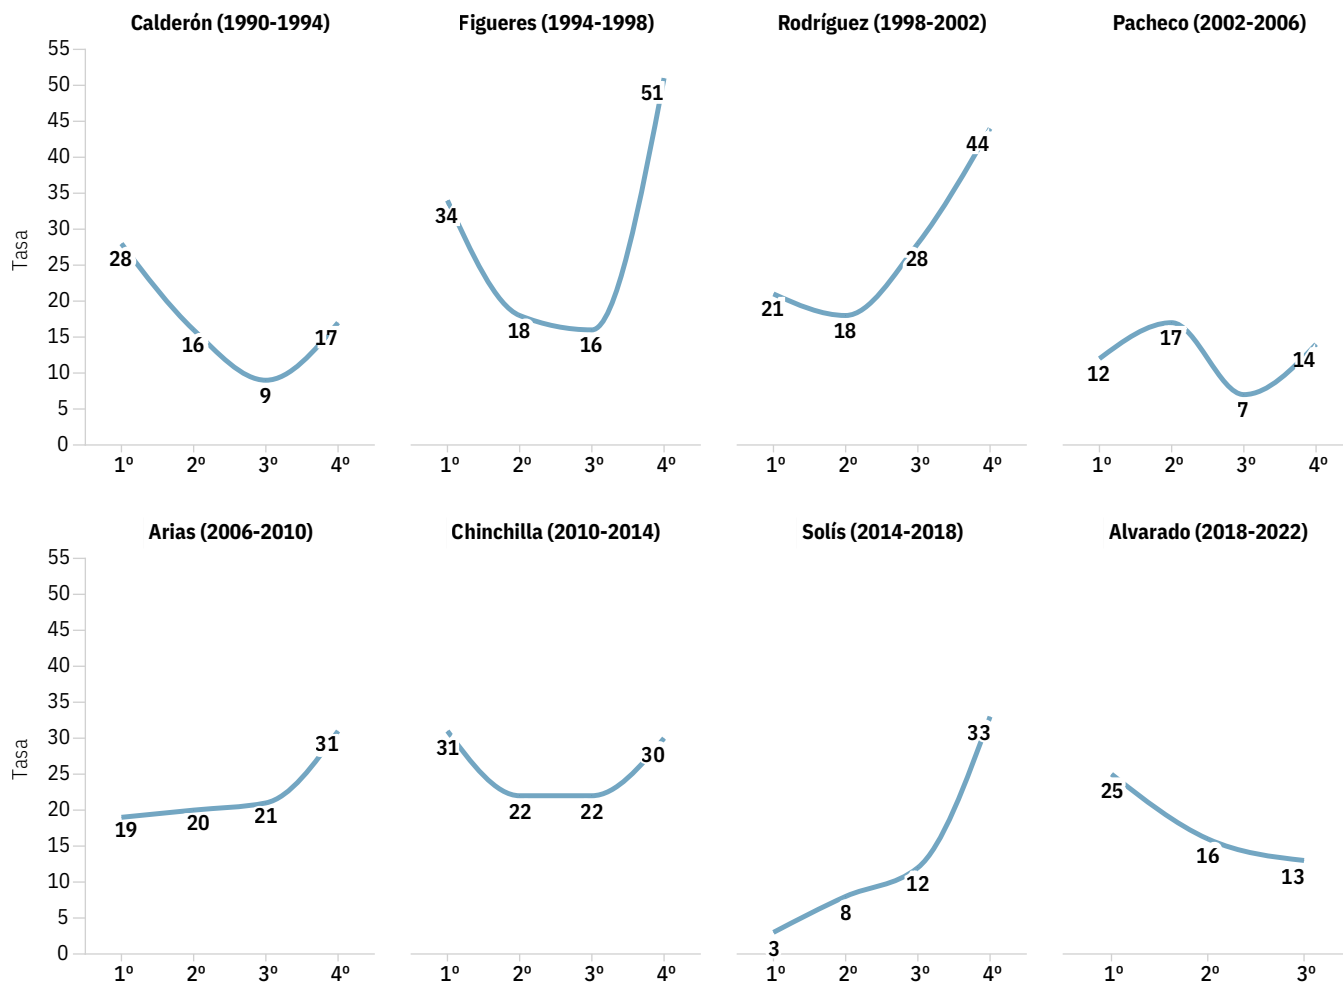 Calderón (1990-1994) Figueres (1994-1998) Rodríguez (1998-2002) Pacheco (2002-2006)
55
50
45
40
35
30
25
20
15
10
5
0
Tasa
28 16 9 17
34 18 16 51
21 18 28 44
12 17 7 14
1º 2º 3º 4º 1º 2º 3º 4º 1º 2º 3º 4º 1º 2º 3º 4º
Arias (2006-2010) Chinchilla (2010-2014) Solís (2014-2018) Alvarado (2018-2022)
55
50
45
40
35
30
25
20
15
10
5
0
Tasa
19 20 21 31
31 22 22 30
3 8 12 33
25 16 13
1º 2º 3º 4º 1º 2º 3º 4º 1º 2º 3º 4º 1º 2º 3º